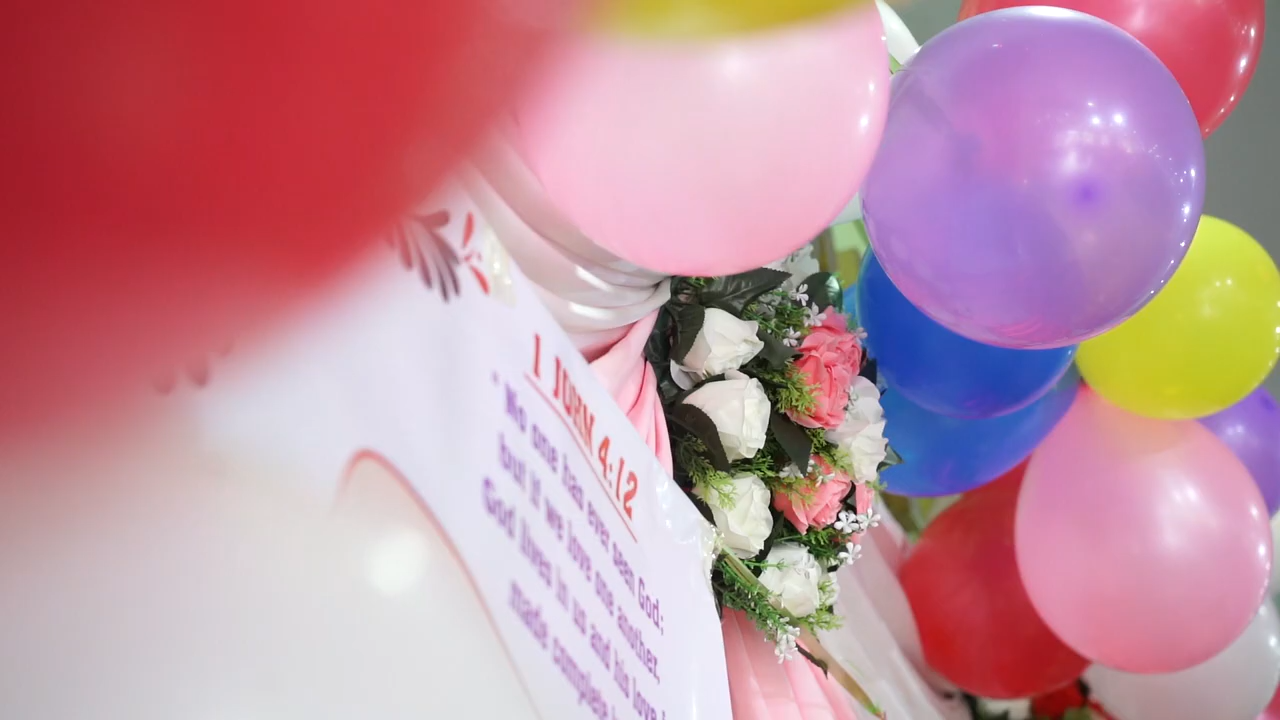 1 JOHN 4:12
" No one has ever seen God;
but if we love one another,
God lives in us and his love i
made complete